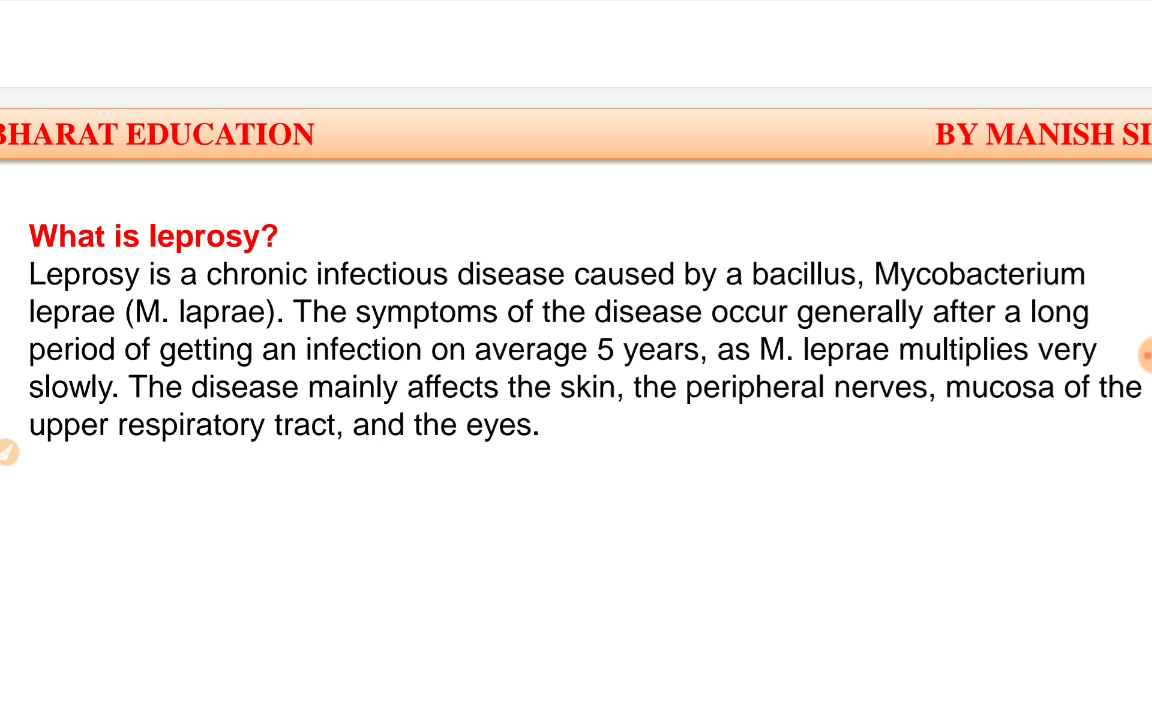 BHARAT EDUCATION
BY MANISH
What is leprosy?
Leprosy is a chronic infectious disease caused by a bacillus, Mycobacterium
leprae (M. laprae). The symptoms of the disease occur generally after a long
period of getting an infection on average 5 years, as M. leprae multiplies very
slowly. The disease mainly affects the skin, the peripheral nerves, mucosa of the
upper respiratory tract, and the eyes.